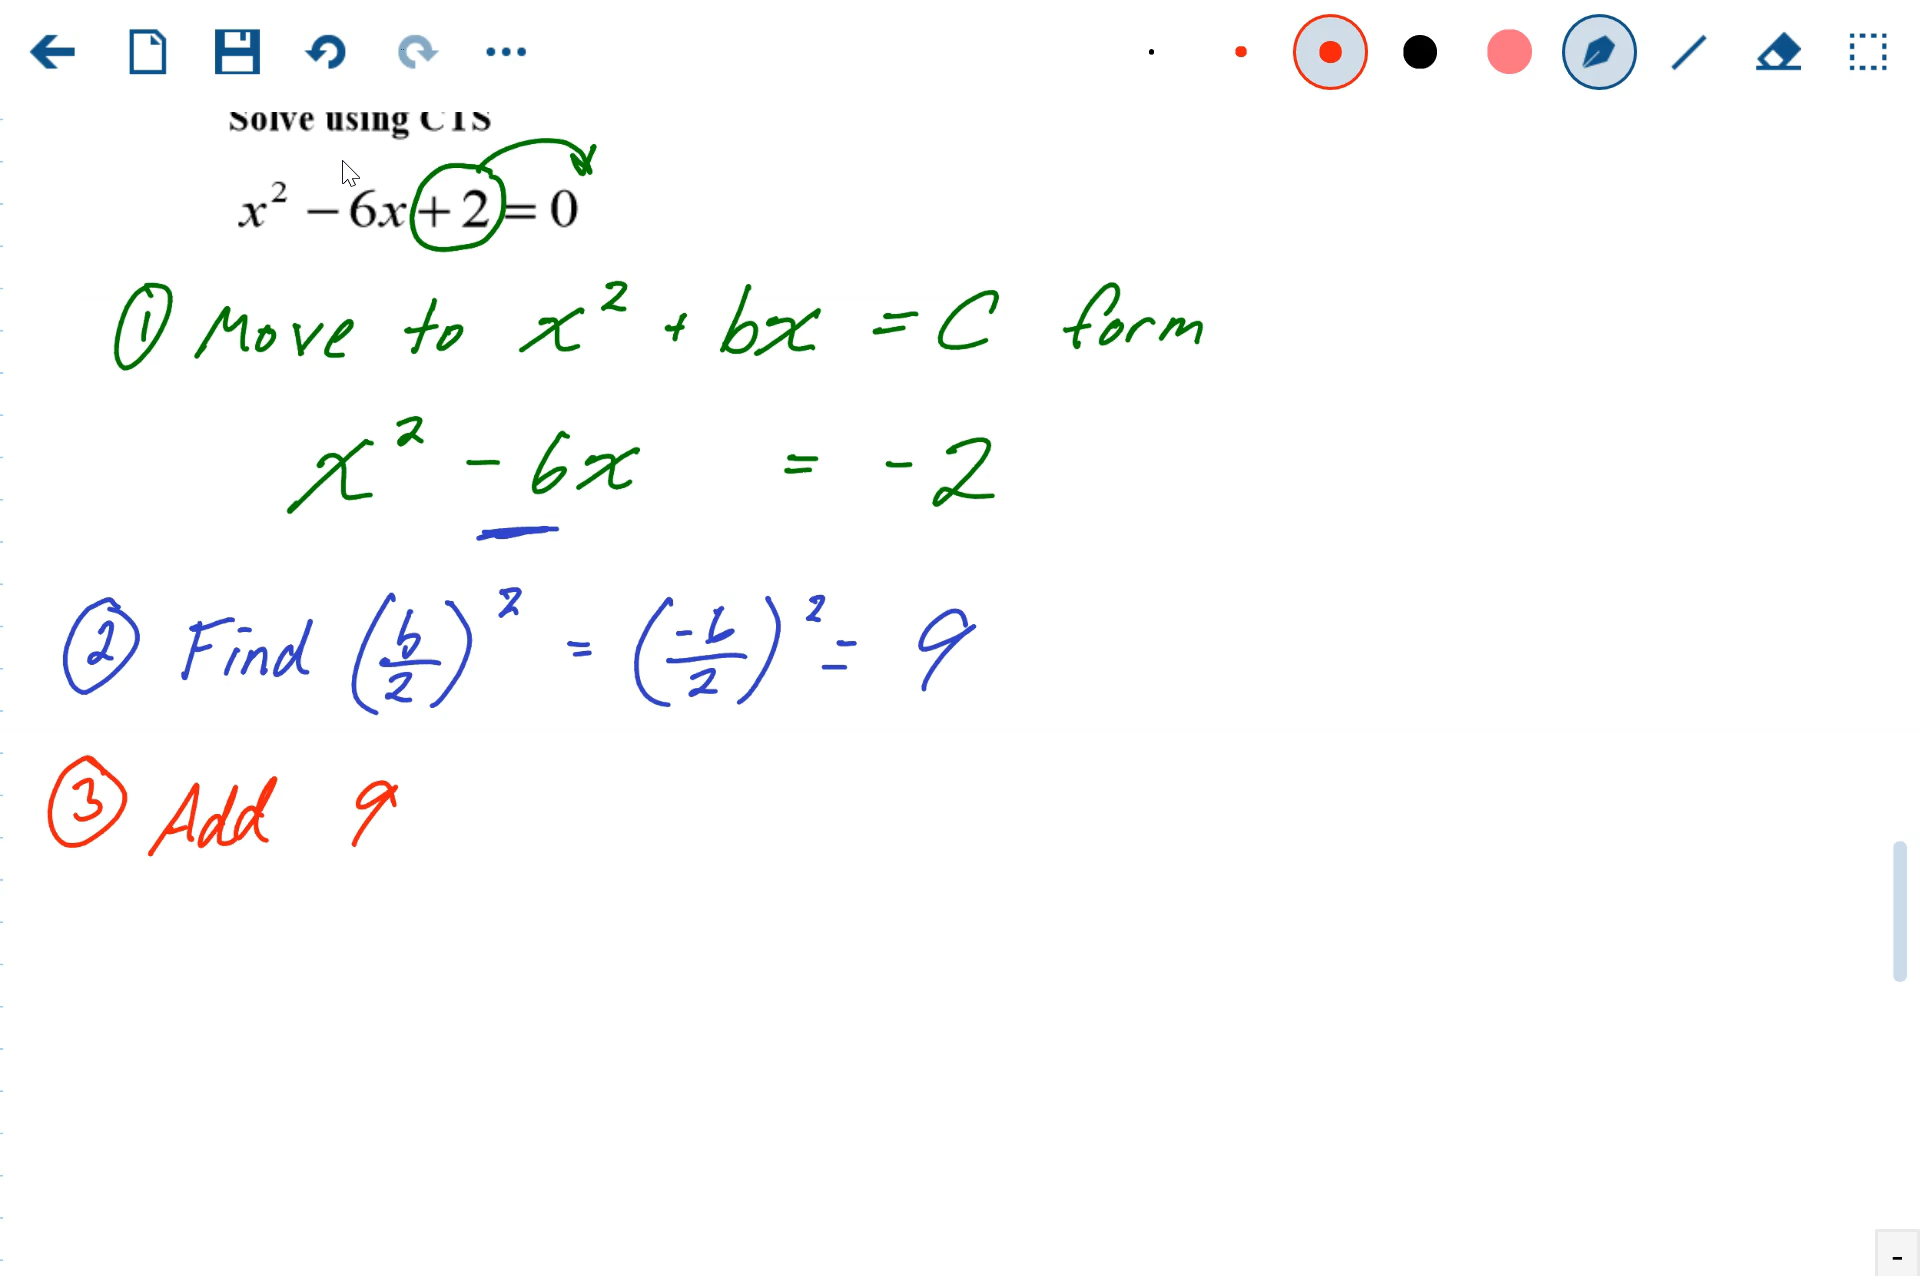 Solve using CTS
x² − 6x + 2 = 0
① Move to x² + bx = C form
x² − 6x = −2
② Find (b/2)² = (−6/2)² = 9
③ Add 9